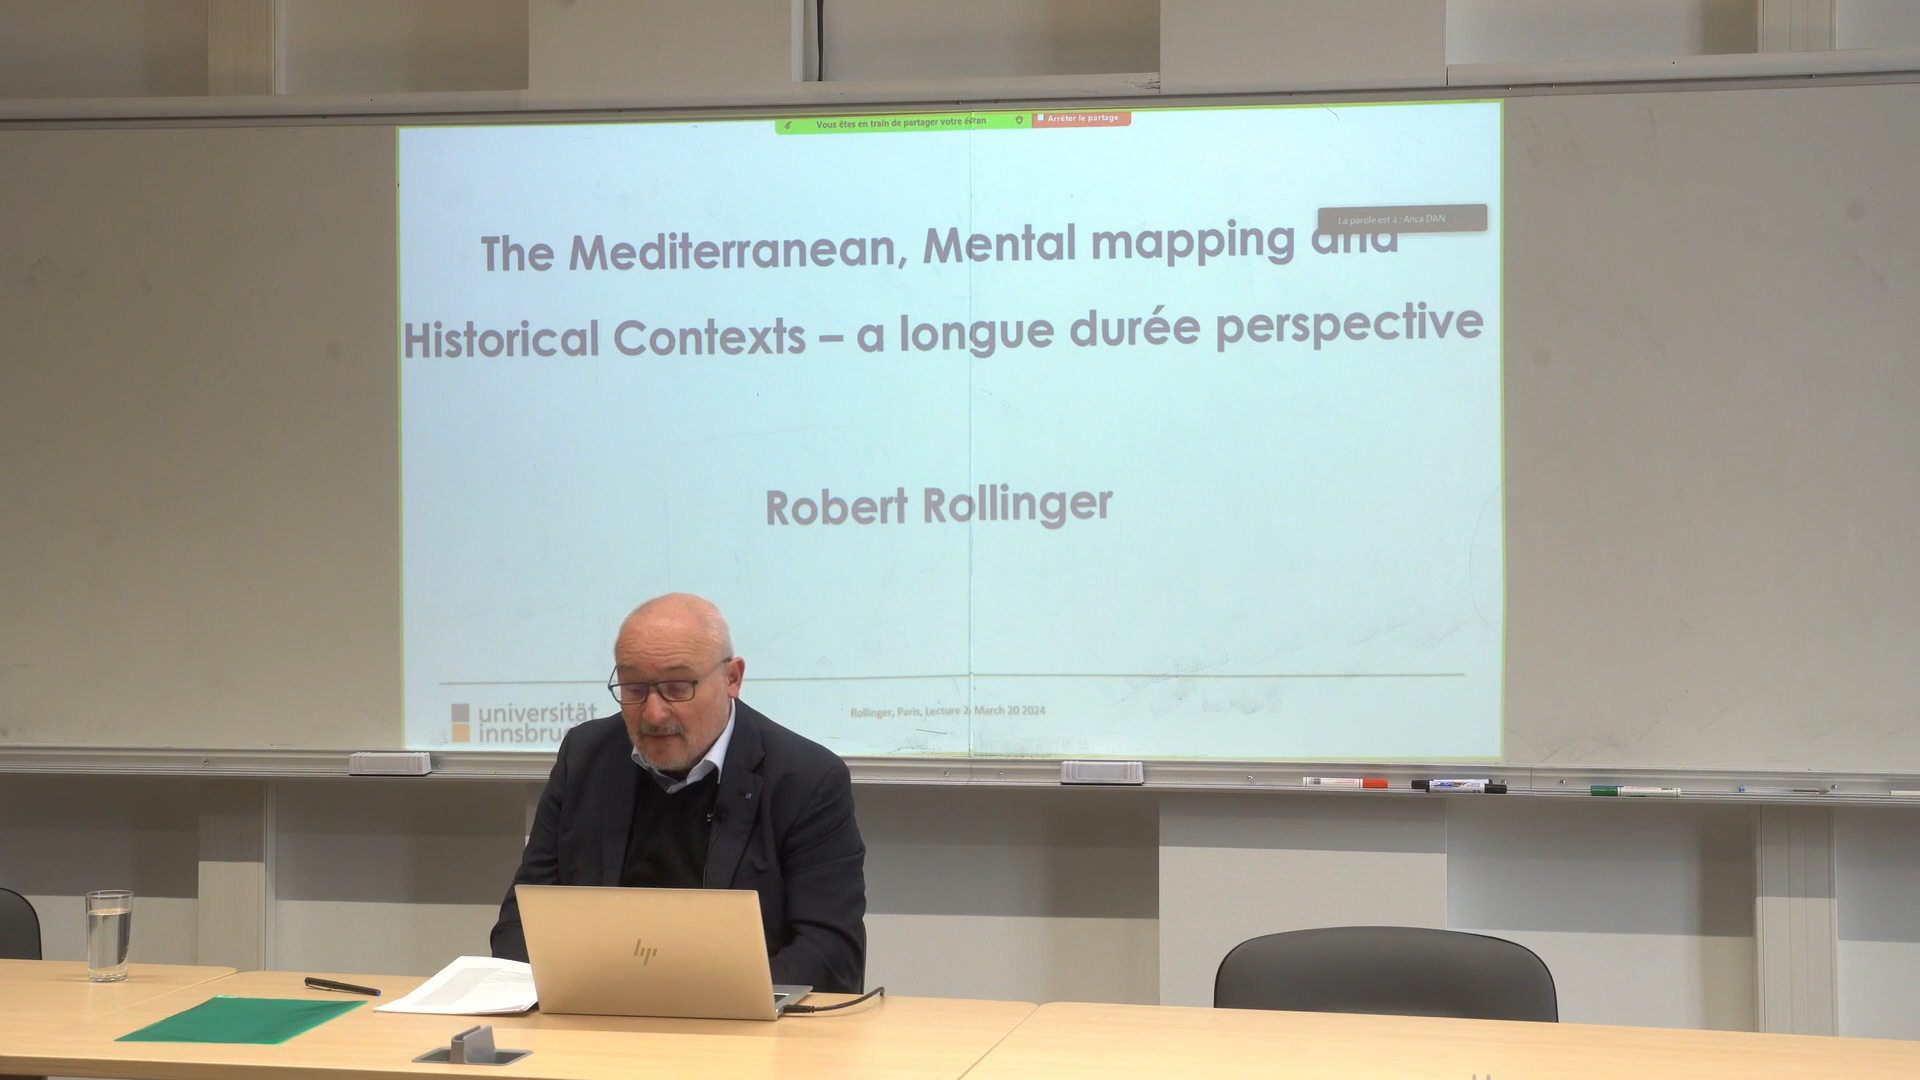 Vous êtes en train de partager votre écran
Arrêter le partage
La parole est à : Anca DAN
The Mediterranean, Mental mapping and
Historical Contexts – a longue durée perspective
Robert Rollinger
universität
innsbru
Rollinger, Paris, Lecture 2, March 20 2024
hp